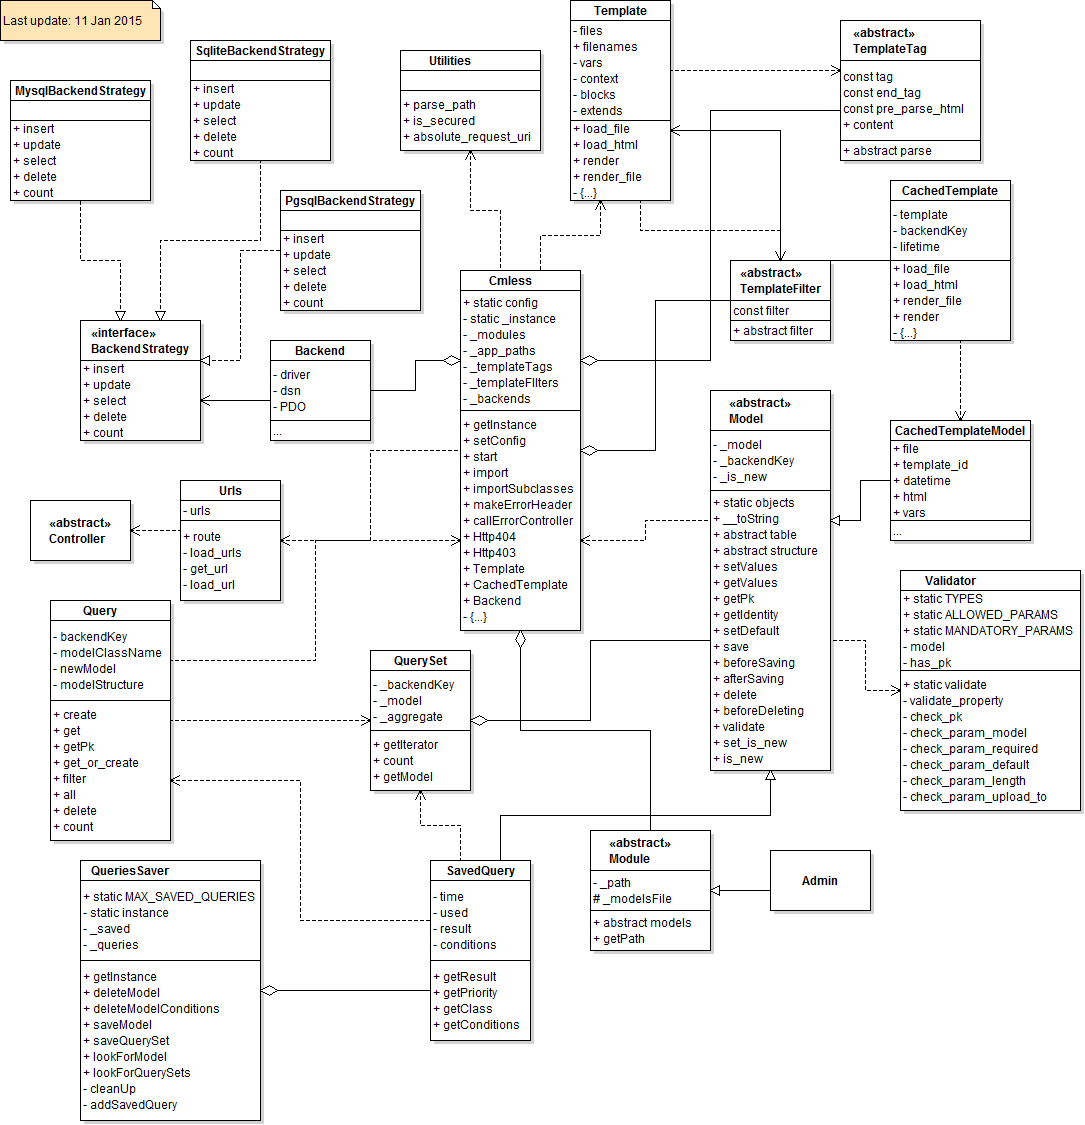 Last update: 11 Jan 2015
MysqlBackendStrategy
+ insert
+ update
+ select
+ delete
+ count
SqliteBackendStrategy
+ insert
+ update
+ select
+ delete
+ count
PgsqlBackendStrategy
+ insert
+ update
+ select
+ delete
+ count
Utilities
+ parse_path
+ is_secured
+ absolute_request_uri
Template
- files
+ filenames
- vars
- context
- blocks
- extends
+ load_file
+ load_html
+ render
+ render_file
- {...}
«abstract»
TemplateTag
const tag
const end_tag
const pre_parse_html
+ content
+ abstract parse
CachedTemplate
- template
- backendKey
- lifetime
+ load_file
+ load_html
+ render_file
+ render
- {...}
«abstract»
TemplateFilter
const filter
+ abstract filter
«interface»
BackendStrategy
+ insert
+ update
+ select
+ delete
+ count
Backend
- driver
- dsn
- PDO
...
Cmless
+ static config
- static _instance
- _modules
- _app_paths
- _templateTags
- _templateFIlters
- _backends
+ getInstance
+ setConfig
+ start
+ import
+ importSubclasses
+ makeErrorHeader
+ callErrorController
+ Http404
+ Http403
+ Template
+ CachedTemplate
+ Backend
- {...}
«abstract»
Model
- _model
- _backendKey
- _is_new
+ static objects
+ __toString
+ abstract table
+ abstract structure
+ setValues
+ getValues
+ getPk
+ getIdentity
+ setDefault
+ save
+ beforeSaving
+ afterSaving
+ delete
+ beforeDeleting
+ validate
+ set_is_new
+ is_new
CachedTemplateModel
+ file
+ template_id
+ datetime
+ html
+ vars
...
«abstract»
Controller
Urls
- urls
+ route
- load_urls
- get_url
- load_url
Validator
+ static TYPES
+ static ALLOWED_PARAMS
+ static MANDATORY_PARAMS
- model
- has_pk
+ static validate
- validate_property
- check_pk
- check_param_model
- check_param_required
- check_param_default
- check_param_length
- check_param_upload_to
Query
- backendKey
- modelClassName
- newModel
- modelStructure
+ create
+ get
+ getPk
+ get_or_create
+ filter
+ all
+ delete
+ count
QuerySet
- _backendKey
- _model
- _aggregate
+ getIterator
+ count
+ getModel
QueriesSaver
+ static MAX_SAVED_QUERIES
- static instance
- _saved
- _queries
+ getInstance
+ deleteModel
+ deleteModelConditions
+ saveModel
+ saveQuerySet
+ lookForModel
+ lookForQuerySets
- cleanUp
- addSavedQuery
SavedQuery
- time
- used
- result
- conditions
+ getResult
+ getPriority
+ getClass
+ getConditions
«abstract»
Module
- _path
# _modelsFile
+ abstract models
+ getPath
Admin